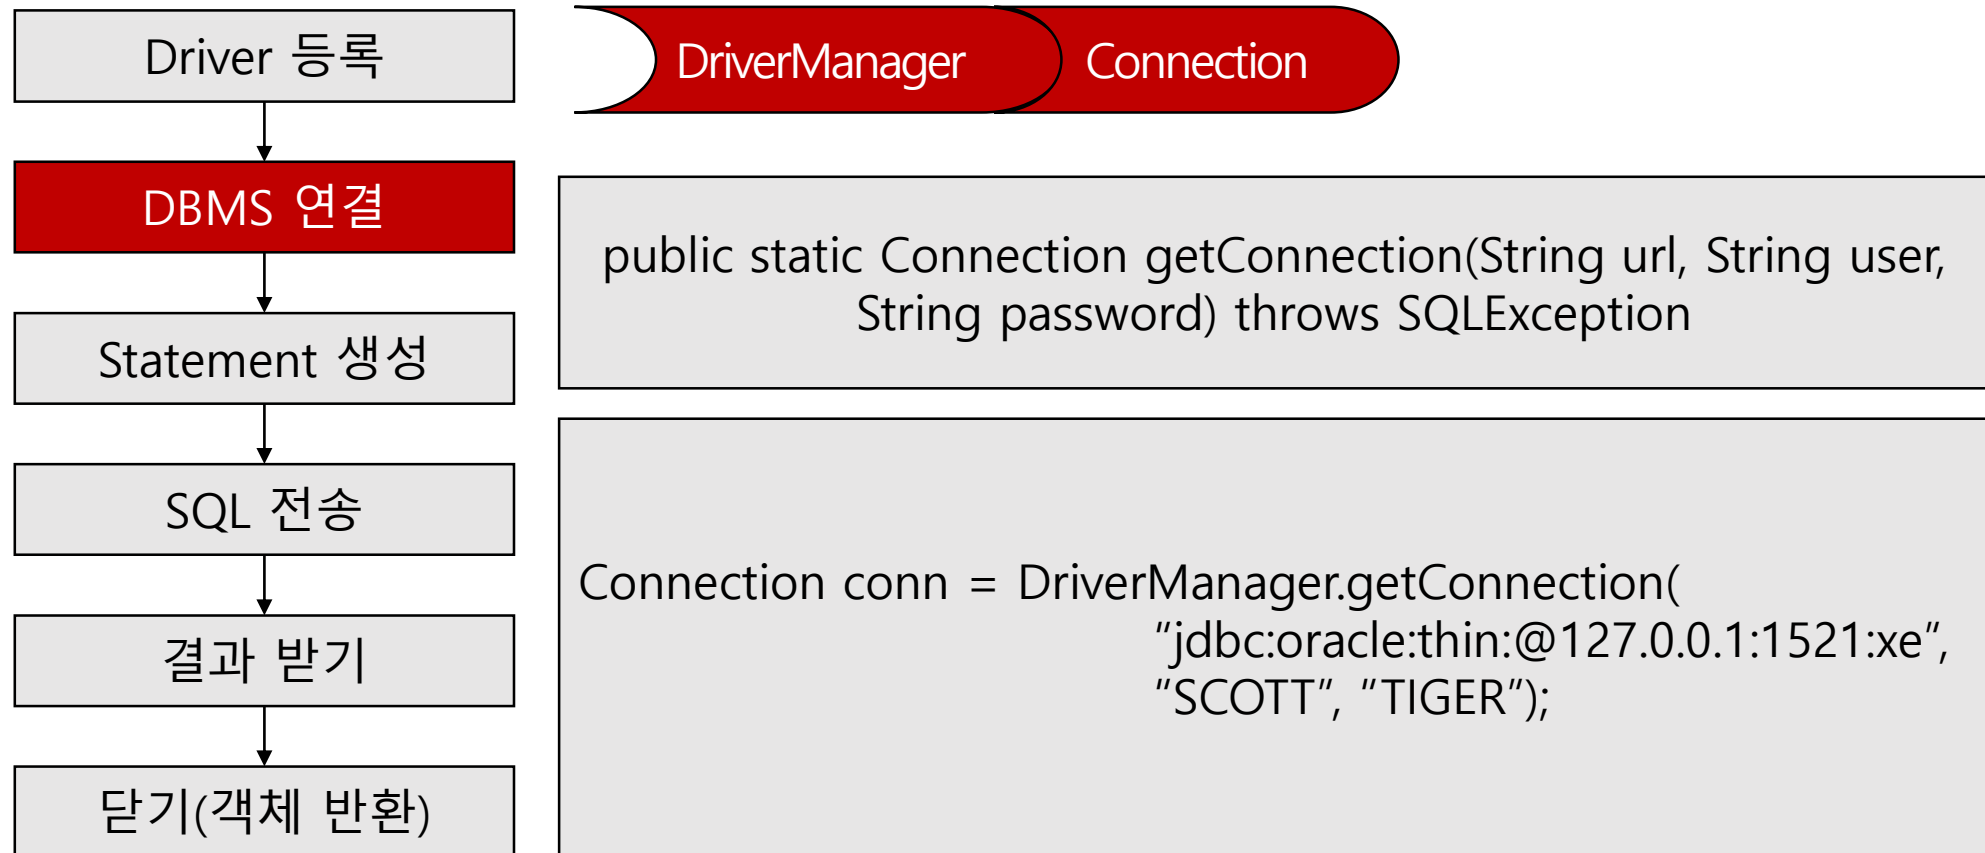 Driver 등록
DBMS 연결
Statement 생성
SQL 전송
결과 받기
닫기(객체 반환)
DriverManager
Connection
public static Connection getConnection(String url, String user,
String password) throws SQLException
Connection conn = DriverManager.getConnection(
“jdbc:oracle:thin:@127.0.0.1:1521:xe”,
“SCOTT”, “TIGER”);